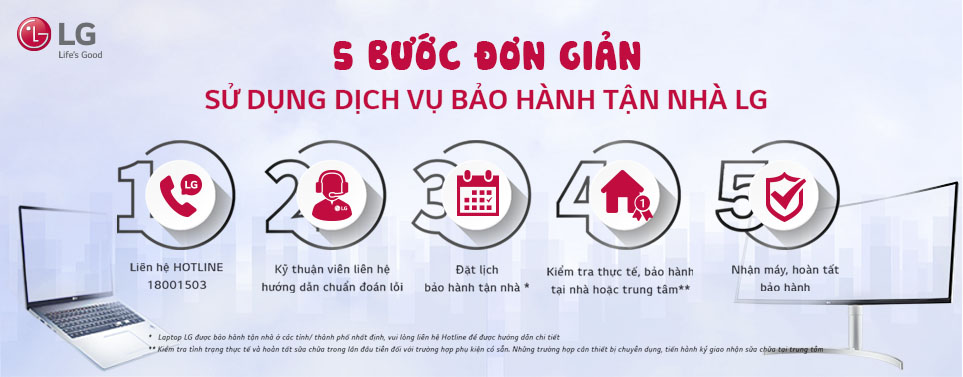 LG
Life's Good
5 BƯỚC ĐƠN GIẢN
SỬ DỤNG DỊCH VỤ BẢO HÀNH TẬN NHÀ LG
1
LG
2
LG
3
4
1
5
Liên hệ HOTLINE
18001503
Kỹ thuật viên liên hệ
hướng dẫn chuẩn đoán lỗi
Đặt lịch
bảo hành tận nhà *
Kiểm tra thực tế, bảo hành
tại nhà hoặc trung tâm**
Nhận máy, hoàn tất
bảo hành
* Laptop LG được bảo hành tận nhà ở các tỉnh/ thành phố nhất định, vui lòng liên hệ Hotline để được hướng dẫn chi tiết
** Kiểm tra tình trạng thực tế và hoàn tất sửa chữa trong lần đầu tiên đối với trường hợp phụ kiện có sẵn. Những trường hợp cần thiết bị chuyên dụng, tiến hành ký giao nhận sửa chữa tại trung tâm